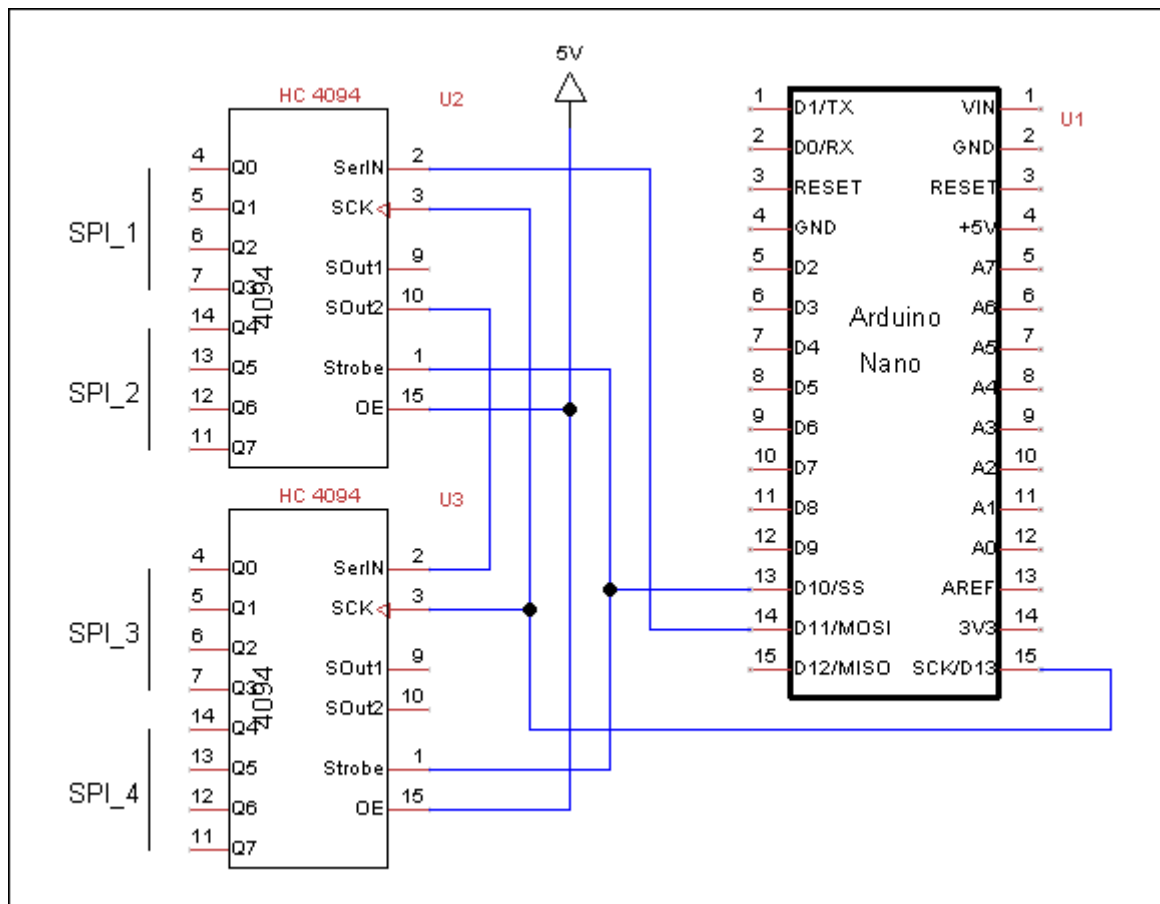 5V
HC 4094
U2
4
Q0
5
Q1
6
Q2
7
Q3
14
Q4
13
Q5
12
Q6
11
Q7
4094
SerIN
2
SCK
3
SOut1
9
SOut2
10
Strobe
1
OE
15
SPI_1
SPI_2
HC 4094
U3
4
Q0
5
Q1
6
Q2
7
Q3
14
Q4
13
Q5
12
Q6
11
Q7
4094
SerIN
2
SCK
3
SOut1
9
SOut2
10
Strobe
1
OE
15
SPI_3
SPI_4
U1
Arduino
Nano
1
D1/TX
2
D0/RX
3
RESET
4
GND
5
D2
6
D3
7
D4
8
D5
9
D6
10
D7
11
D8
12
D9
13
D10/SS
14
D11/MOSI
15
D12/MISO
VIN
1
GND
2
RESET
3
+5V
4
A7
5
A6
6
A5
7
A4
8
A3
9
A2
10
A1
11
A0
12
AREF
13
3V3
14
SCK/D13
15